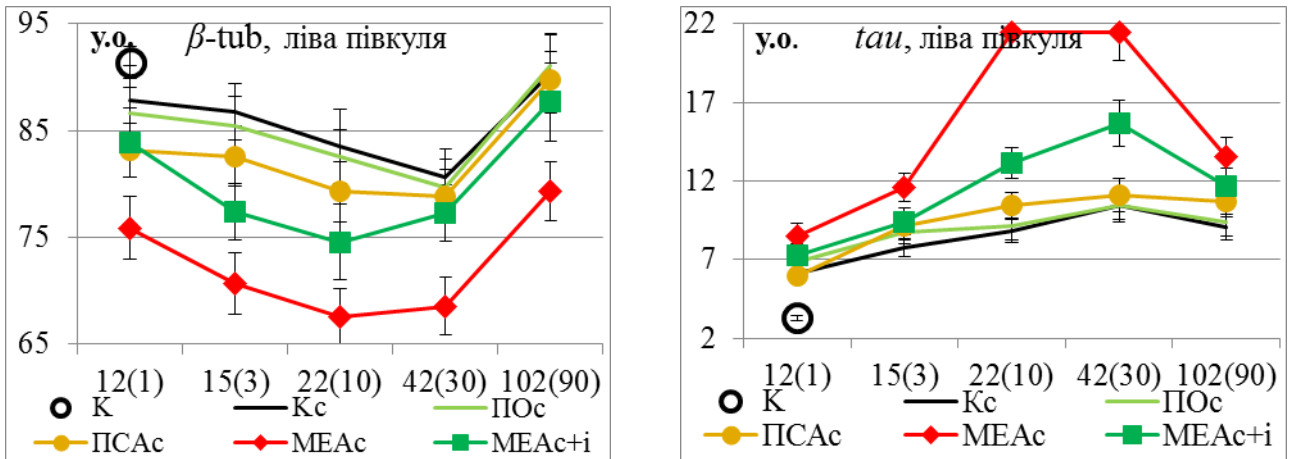 95
85
75
65
у.о. β-tub, ліва півкуля
12(1) 15(3) 22(10) 42(30) 102(90)
К Кс ПОс
ПСАс МЕАс МЕАс+і
22
17
12
7
2
у.о. tau, ліва півкуля
12(1) 15(3) 22(10) 42(30) 102(90)
К Кс ПОс
ПСАс МЕАс МЕАс+і